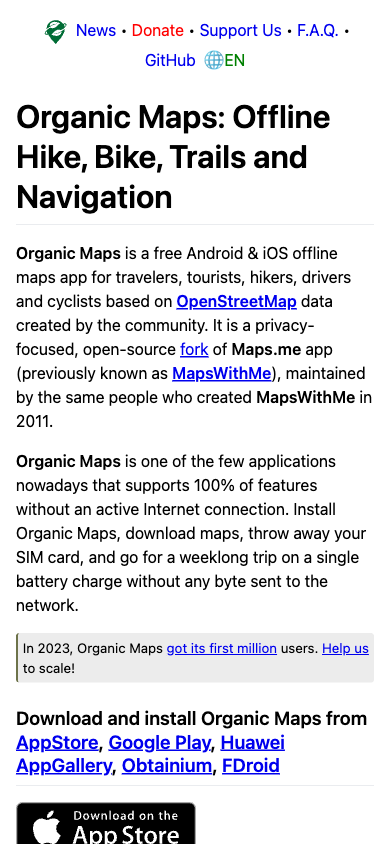 News • Donate • Support Us • F.A.Q. •
GitHub 🌐EN
Organic Maps: Offline
Hike, Bike, Trails and
Navigation
Organic Maps is a free Android & iOS offline
maps app for travelers, tourists, hikers, drivers
and cyclists based on OpenStreetMap data
created by the community. It is a privacy-
focused, open-source fork of Maps.me app
(previously known as MapsWithMe), maintained
by the same people who created MapsWithMe in
2011.
Organic Maps is one of the few applications
nowadays that supports 100% of features
without an active Internet connection. Install
Organic Maps, download maps, throw away your
SIM card, and go for a weeklong trip on a single
battery charge without any byte sent to the
network.
In 2023, Organic Maps got its first million users. Help us
to scale!
Download and install Organic Maps from
AppStore, Google Play, Huawei
AppGallery, Obtainium, FDroid
Download on the
App Store